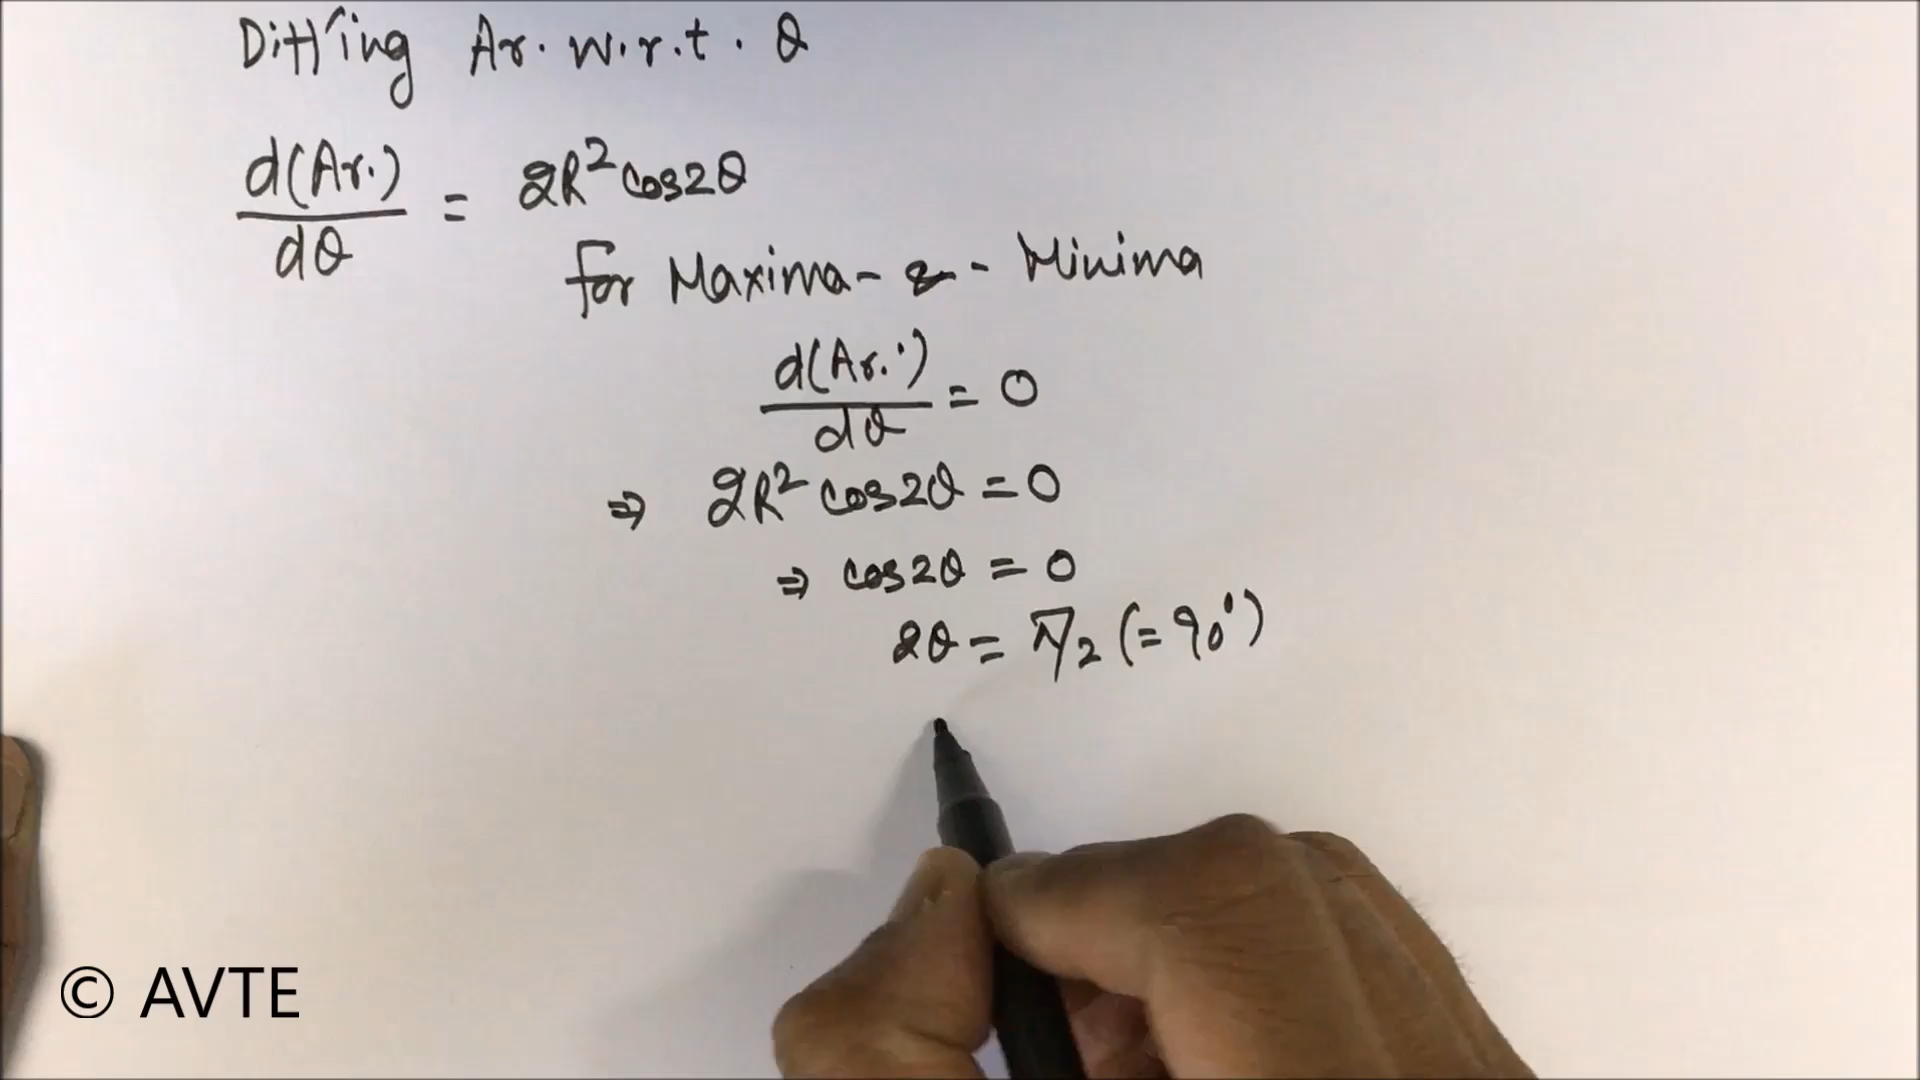 Diff'ing Ar. w.r.t. θ
d(Ar.)/dθ = 2R² cos2θ
for Maxima - & - Minima
d(Ar.)/dθ = 0
⇒ 2R² cos2θ = 0
⇒ cos2θ = 0
2θ = π/2 (= 90°)
© AVTE